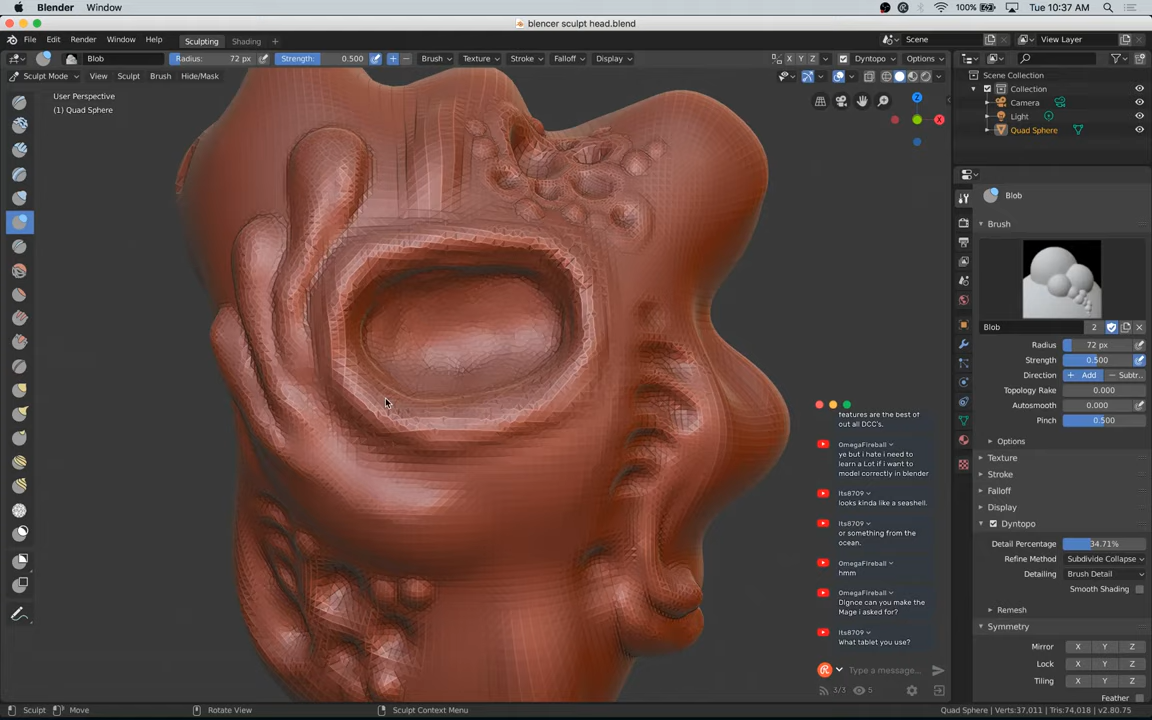 Blender
Window
100%
Tue 10:37 AM
blencer sculpt head.blend
File
Edit
Render
Window
Help
Sculpting
Shading
+
Scene
View Layer
Blob
Radius:
72 px
Strength:
0.500
Brush
Texture
Stroke
Falloff
Display
X
Y
Z
Dyntopo
Options
Sculpt Mode
View
Sculpt
Brush
Hide/Mask
User Perspective
(1) Quad Sphere
Z
X
Scene Collection
Collection
Camera
Light
Quad Sphere
Blob
Brush
Blob
2
Radius
72 px
Strength
0.500
Direction
+ Add
— Subtr..
Topology Rake
0.000
Autosmooth
0.000
Pinch
0.500
Options
Texture
Stroke
Falloff
Display
Dyntopo
Detail Percentage
34.71%
Refine Method
Subdivide Collapse
Detailing
Brush Detail
Smooth Shading
Remesh
Symmetry
Mirror
X
Y
Z
Lock
X
Y
Z
Tiling
X
Y
Z
Feather
features are the best of
out all DCC's.
OmegaFireball
ye but i hate i need to
learn a Lot if i want to
model correctly in blender
Its8709
looks kinda like a seashell.
Its8709
or something from the
ocean.
OmegaFireball
hmm
OmegaFireball
Dignce can you make the
Mage i asked for?
Its8709
What tablet you use?
Type a message...
3/3
5
Sculpt
Move
Rotate View
Sculpt Context Menu
Quad Sphere | Verts:37,011 | Tris:74,018 | v2.80.75